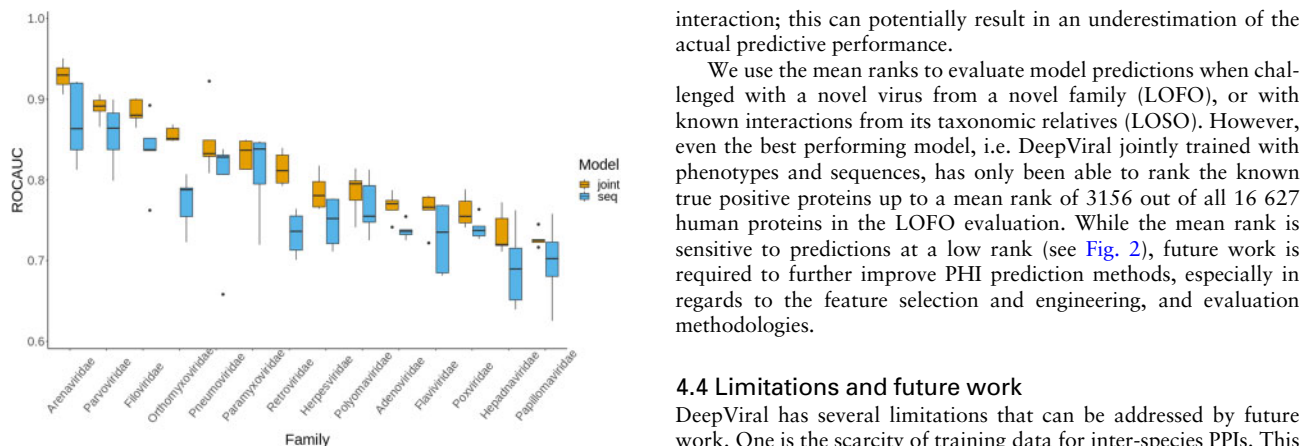 1.0
0.9
0.8
0.7
0.6
ROCAUC
Arenaviridae
Parvoviridae
Filoviridae
Orthomyxoviridae
Pneumoviridae
Paramyxoviridae
Retroviridae
Herpesviridae
Polyomaviridae
Adenoviridae
Flaviviridae
Poxviridae
Hepadnaviridae
Papillomaviridae
Family
Model
joint
seq
interaction; this can potentially result in an underestimation of the
actual predictive performance.
We use the mean ranks to evaluate model predictions when chal-
lenged with a novel virus from a novel family (LOFO), or with
known interactions from its taxonomic relatives (LOSO). However,
even the best performing model, i.e. DeepViral jointly trained with
phenotypes and sequences, has only been able to rank the known
true positive proteins up to a mean rank of 3156 out of all 16 627
human proteins in the LOFO evaluation. While the mean rank is
sensitive to predictions at a low rank (see Fig. 2), future work is
required to further improve PHI prediction methods, especially in
regards to the feature selection and engineering, and evaluation
methodologies.
4.4 Limitations and future work
DeepViral has several limitations that can be addressed by future
work. One is the scarcity of training data for inter-species PPIs. This